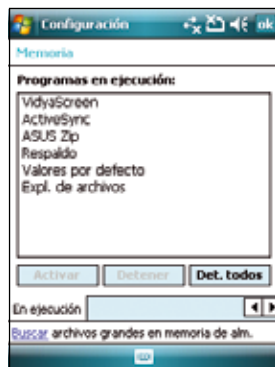 Configuración ok
Memoria
Programas en ejecución:
VidyaScreen
ActiveSync
ASUS Zip
Respaldo
Valores por defecto
Expl. de archivos
Activar Detener Det. todos
En ejecución
Buscar archivos grandes en memoria de alm.